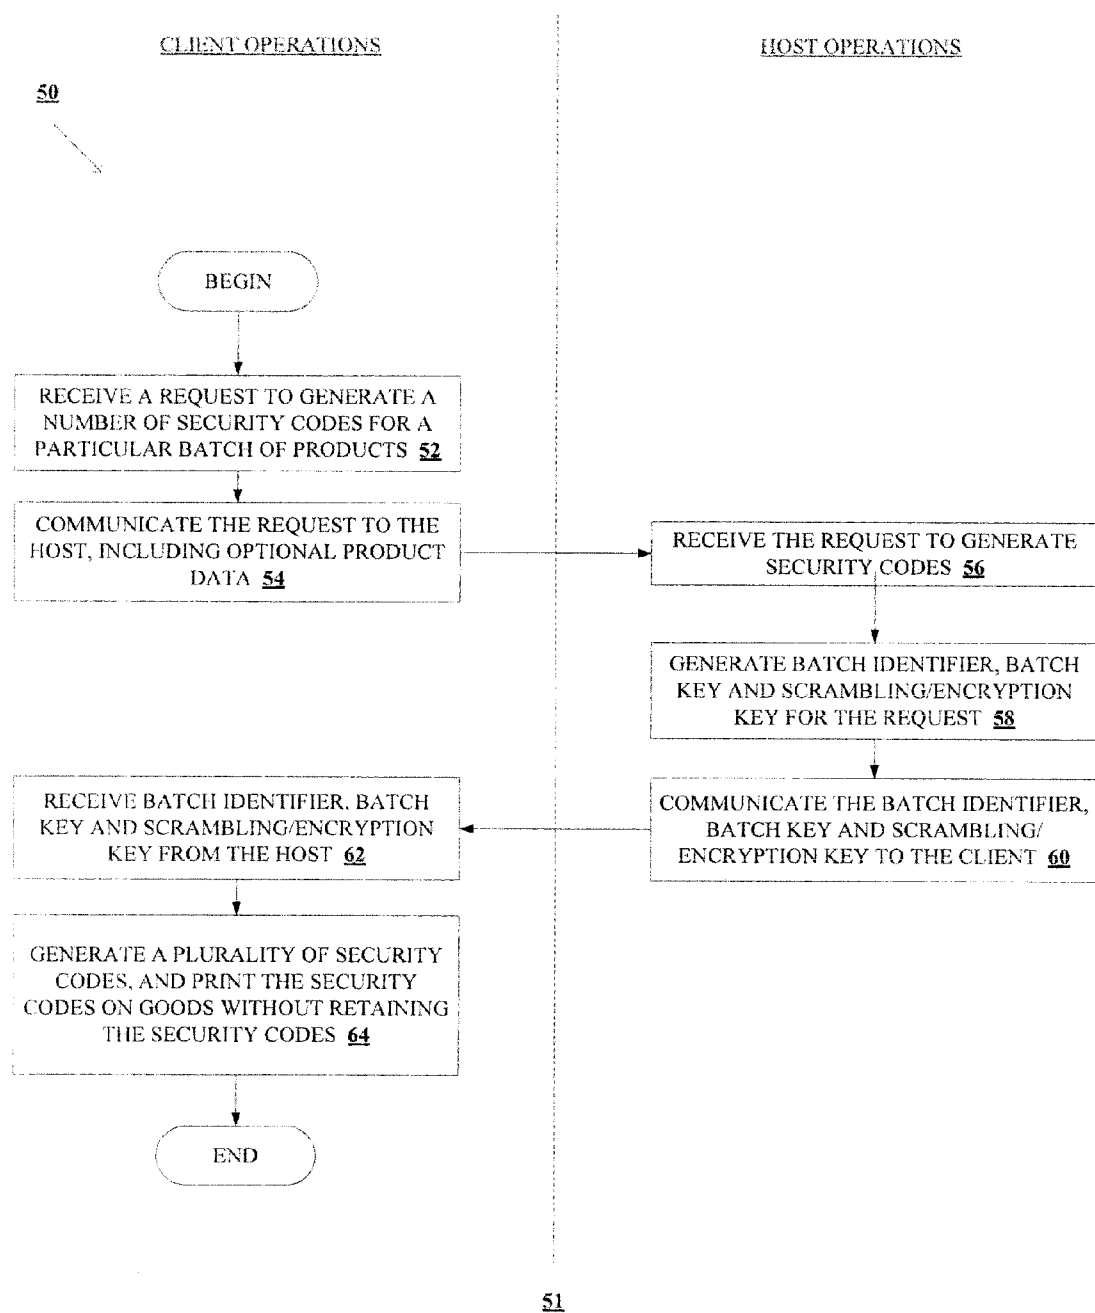 CLIENT OPERATIONS
HOST OPERATIONS
50
BEGIN
RECEIVE A REQUEST TO GENERATE A
NUMBER OF SECURITY CODES FOR A
PARTICULAR BATCH OF PRODUCTS 52
COMMUNICATE THE REQUEST TO THE
HOST, INCLUDING OPTIONAL PRODUCT
DATA 54
RECEIVE THE REQUEST TO GENERATE
SECURITY CODES 56
GENERATE BATCH IDENTIFIER, BATCH
KEY AND SCRAMBLING/ENCRYPTION
KEY FOR THE REQUEST 58
COMMUNICATE THE BATCH IDENTIFIER,
BATCH KEY AND SCRAMBLING/
ENCRYPTION KEY TO THE CLIENT 60
RECEIVE BATCH IDENTIFIER, BATCH
KEY AND SCRAMBLING/ENCRYPTION
KEY FROM THE HOST 62
GENERATE A PLURALITY OF SECURITY
CODES, AND PRINT THE SECURITY
CODES ON GOODS WITHOUT RETAINING
THE SECURITY CODES 64
END
51